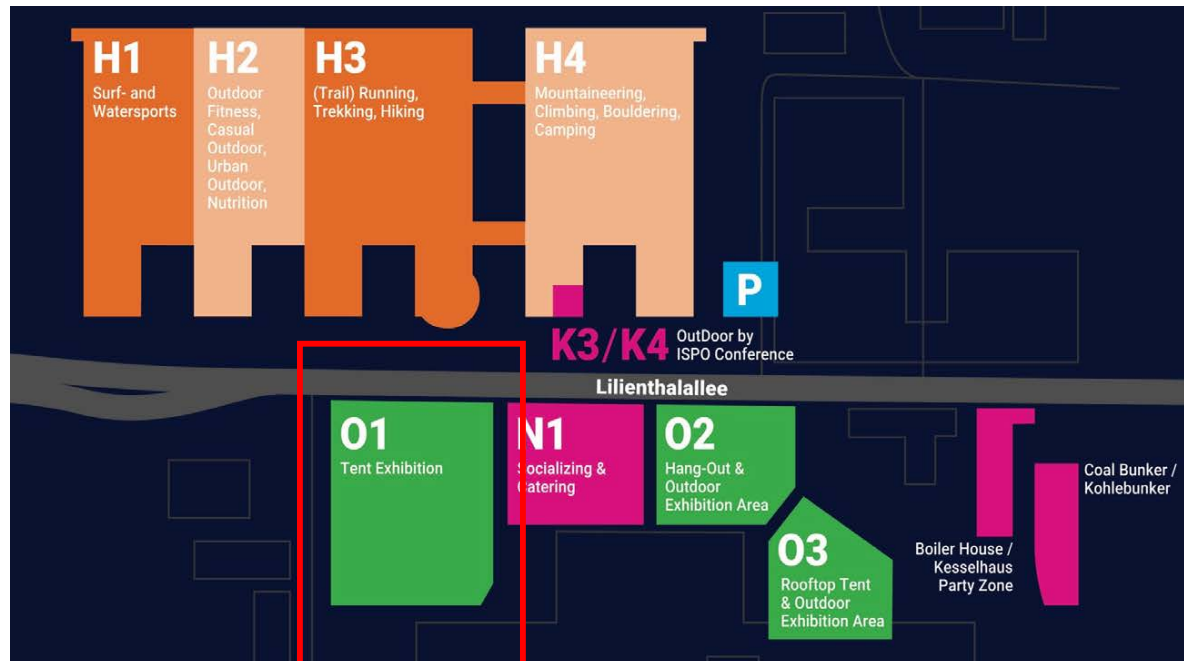 H1
Surf- and
Watersports
H2
Outdoor
Fitness,
Casual
Outdoor,
Urban
Outdoor,
Nutrition
H3
(Trail) Running,
Trekking, Hiking
H4
Mountaineering,
Climbing, Bouldering,
Camping
P
K3/K4
OutDoor by
ISPO Conference
Lilienthalallee
O1
Tent Exhibition
N1
Socializing &
Catering
O2
Hang-Out &
Outdoor
Exhibition Area
O3
Rooftop Tent
& Outdoor
Exhibition Area
Boiler House /
Kesselhaus
Party Zone
Coal Bunker /
Kohlebunker